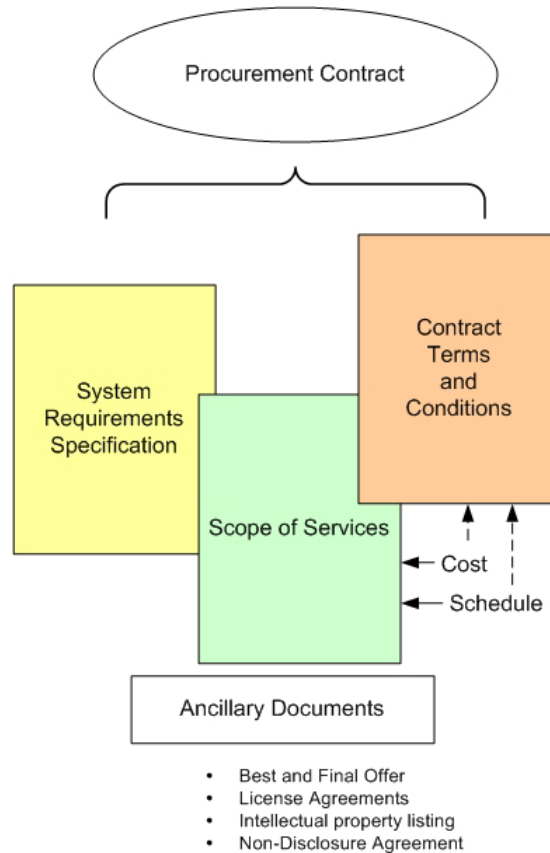 Procurement Contract
Contract
Terms
and
Conditions
System
Requirements
Specification
Scope of Services
Cost
Schedule
Ancillary Documents
• Best and Final Offer
• License Agreements
• Intellectual property listing
• Non-Disclosure Agreement